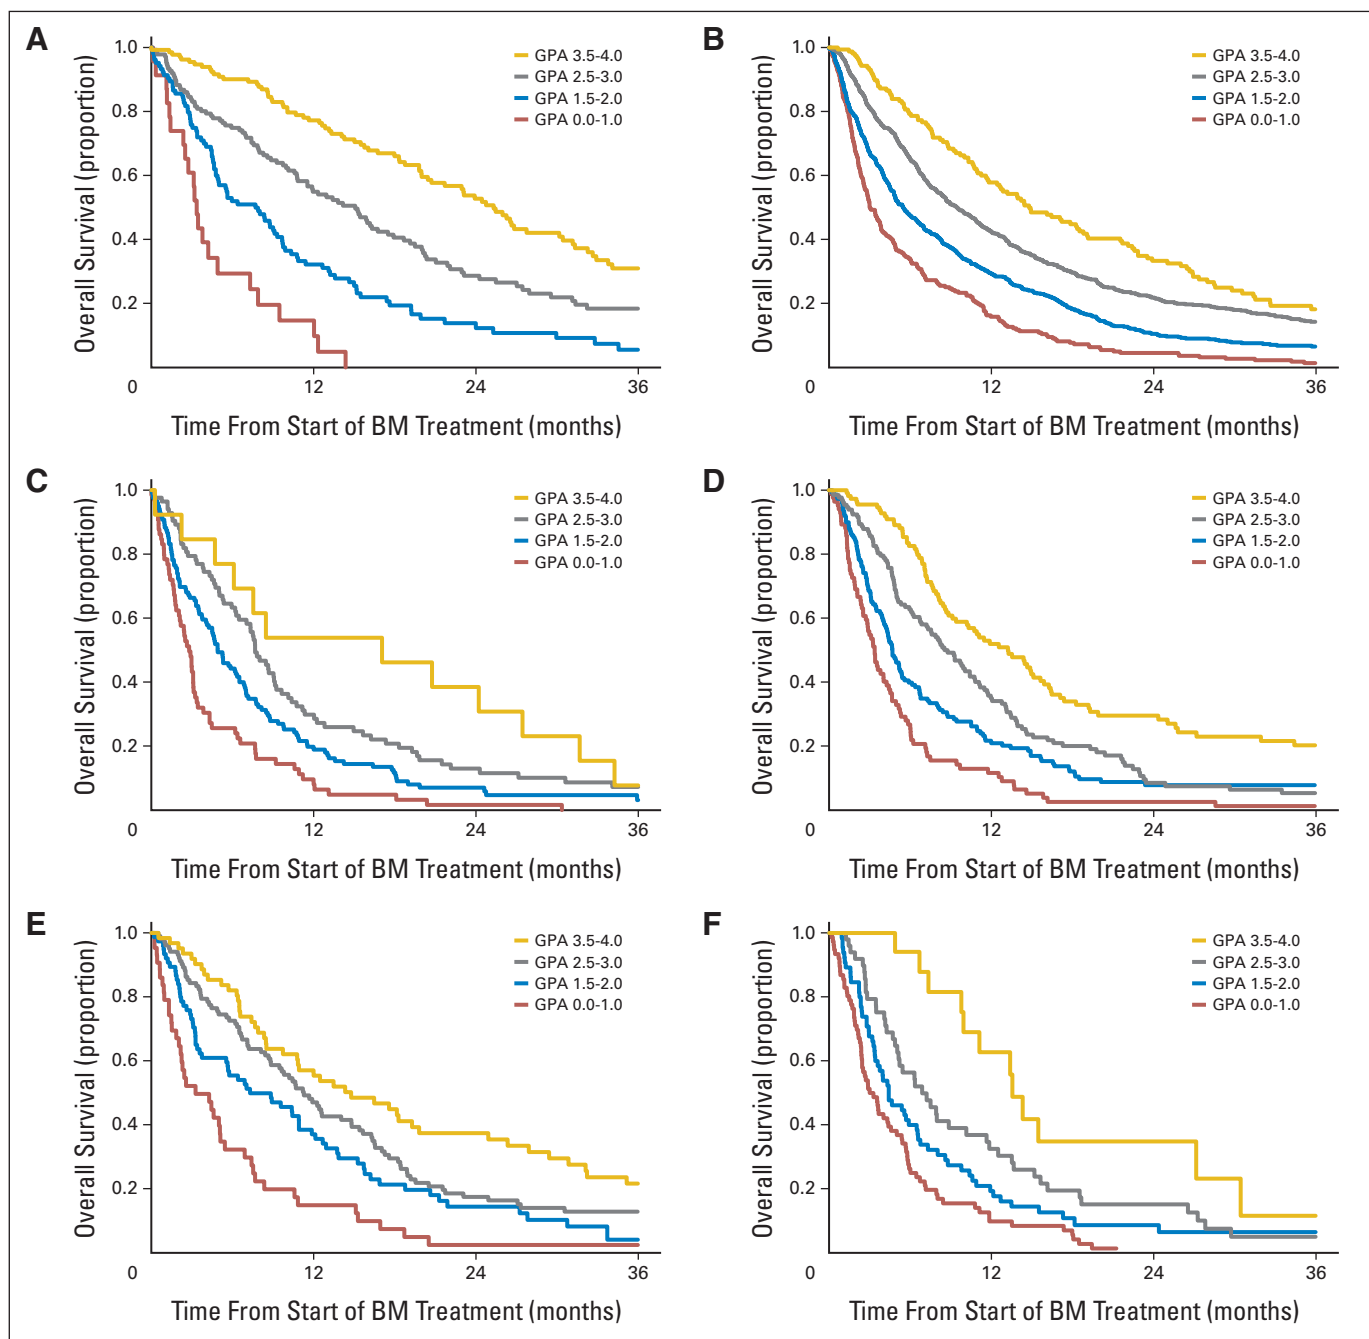 A
Overall Survival (proportion)
1.0
0.8
0.6
0.4
0.2
0
12
24
36
GPA 3.5-4.0
GPA 2.5-3.0
GPA 1.5-2.0
GPA 0.0-1.0
Time From Start of BM Treatment (months)
B
Overall Survival (proportion)
1.0
0.8
0.6
0.4
0.2
0
12
24
36
GPA 3.5-4.0
GPA 2.5-3.0
GPA 1.5-2.0
GPA 0.0-1.0
Time From Start of BM Treatment (months)
C
Overall Survival (proportion)
1.0
0.8
0.6
0.4
0.2
0
12
24
36
GPA 3.5-4.0
GPA 2.5-3.0
GPA 1.5-2.0
GPA 0.0-1.0
Time From Start of BM Treatment (months)
D
Overall Survival (proportion)
1.0
0.8
0.6
0.4
0.2
0
12
24
36
GPA 3.5-4.0
GPA 2.5-3.0
GPA 1.5-2.0
GPA 0.0-1.0
Time From Start of BM Treatment (months)
E
Overall Survival (proportion)
1.0
0.8
0.6
0.4
0.2
0
12
24
36
GPA 3.5-4.0
GPA 2.5-3.0
GPA 1.5-2.0
GPA 0.0-1.0
Time From Start of BM Treatment (months)
F
Overall Survival (proportion)
1.0
0.8
0.6
0.4
0.2
0
12
24
36
GPA 3.5-4.0
GPA 2.5-3.0
GPA 1.5-2.0
GPA 0.0-1.0
Time From Start of BM Treatment (months)